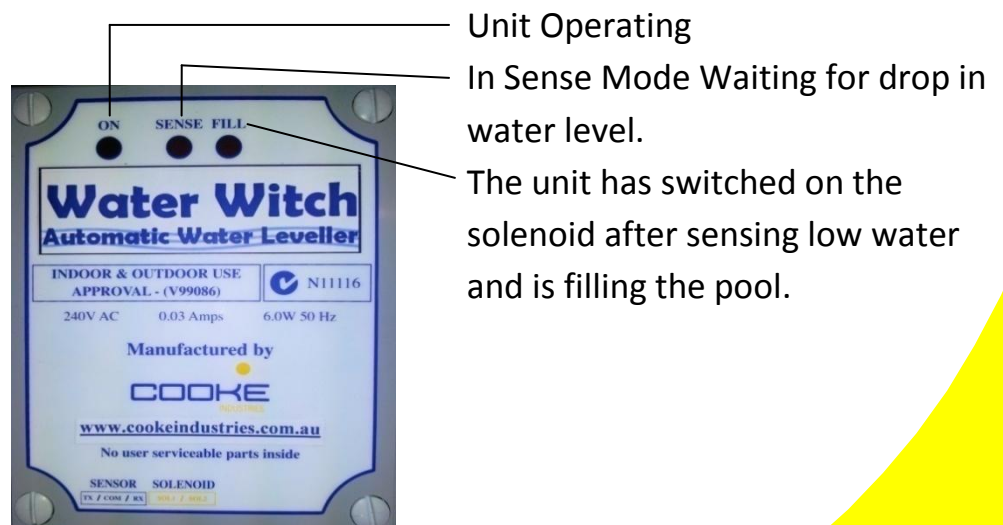 Unit Operating
In Sense Mode Waiting for drop in
water level.
The unit has switched on the
solenoid after sensing low water
and is filling the pool.
ON SENSE FILL
Water Witch
Automatic Water Leveller
INDOOR & OUTDOOR USE
APPROVAL - (V99086)
N11116
240V AC 0.03 Amps 6.0W 50 Hz
Manufactured by
COOKE
INDUSTRIES
www.cookeindustries.com.au
No user serviceable parts inside
SENSOR SOLENOID
TX / COM / RX SOL1 / SOL2